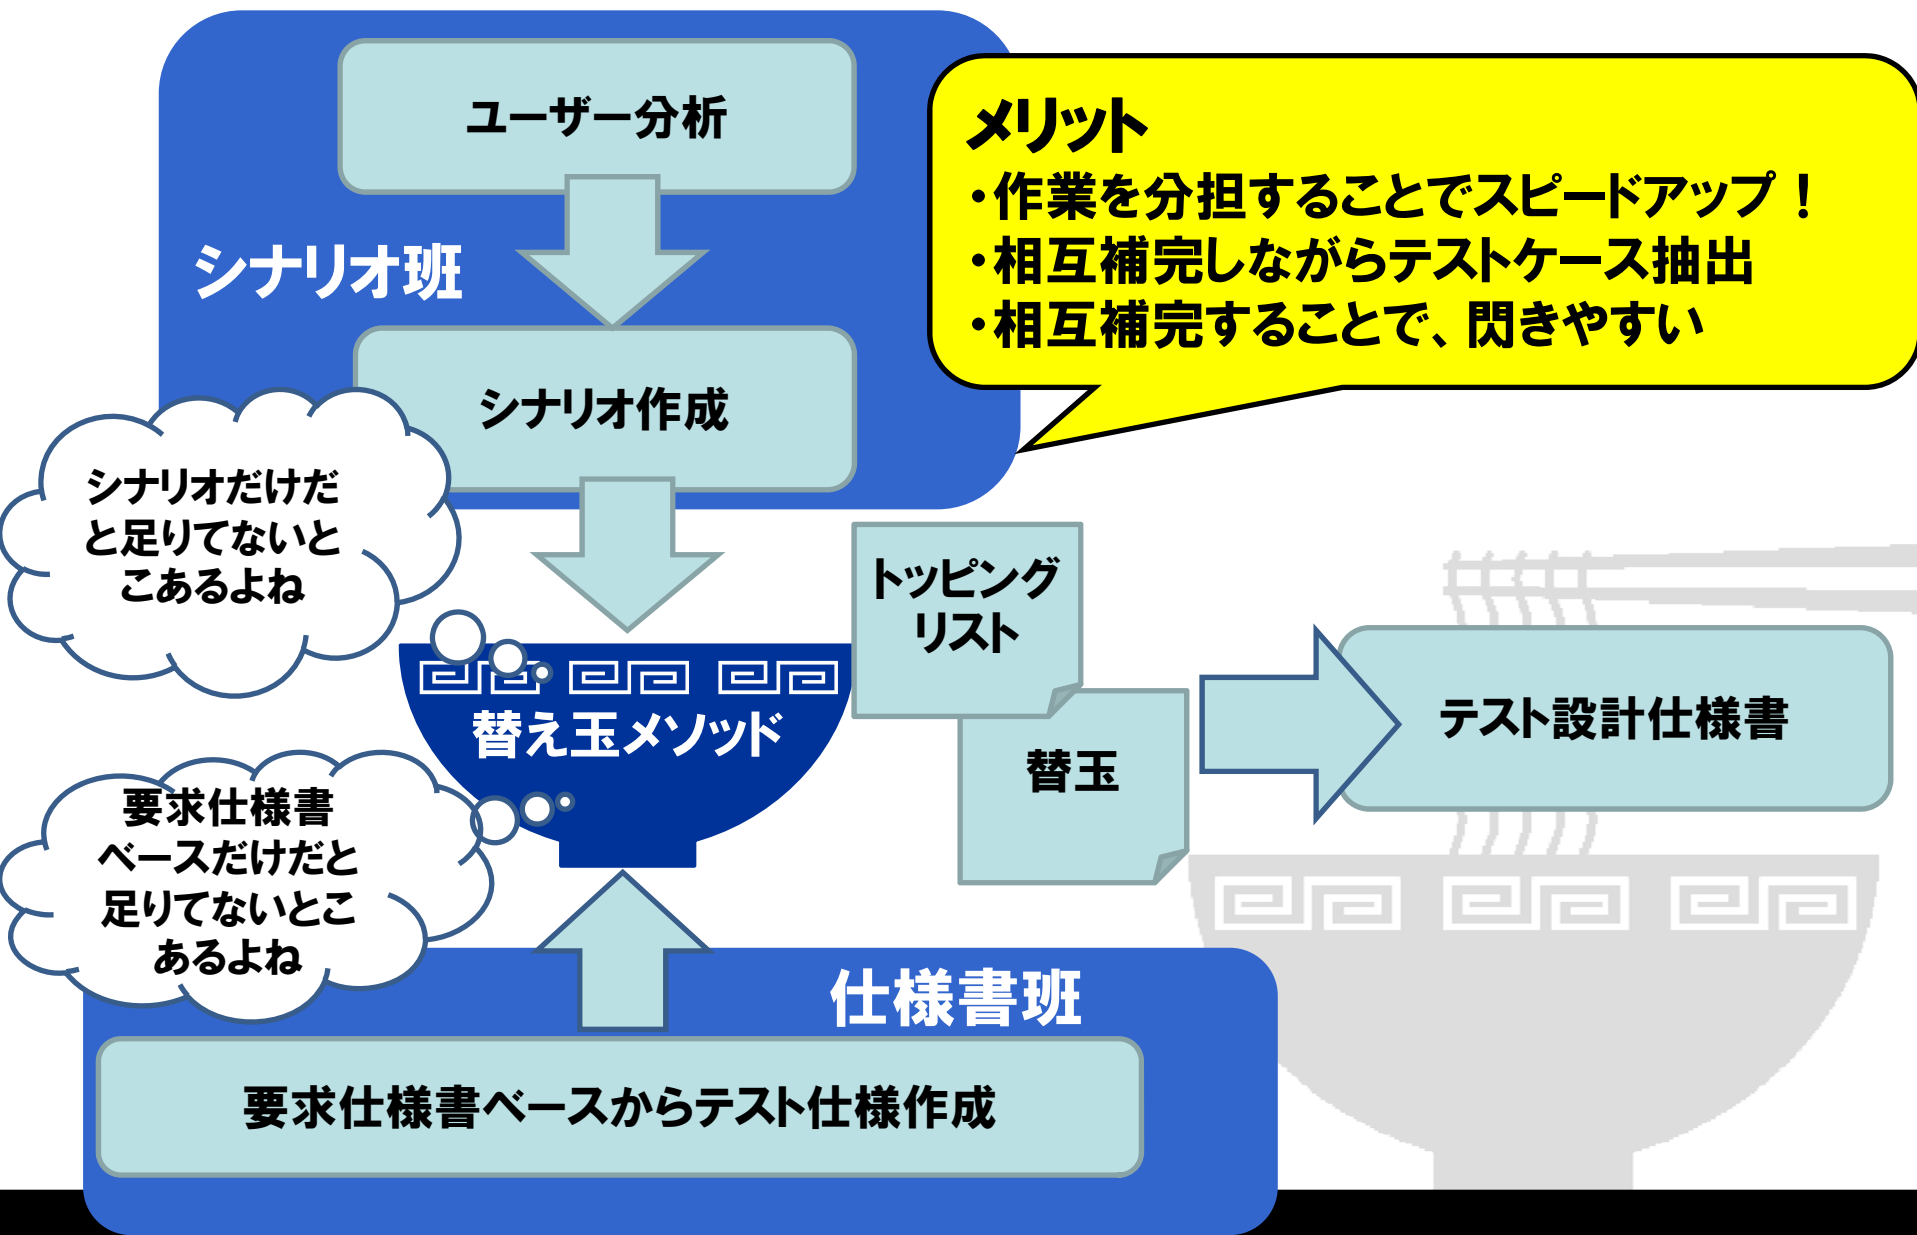 ユーザー分析
シナリオ班
シナリオ作成
メリット
・作業を分担することでスピードアップ！
・相互補完しながらテストケース抽出
・相互補完することで、閃きやすい
シナリオだけだ
と足りてないと
こあるよね
トッピング
リスト
替え玉メソッド
替玉
テスト設計仕様書
要求仕様書
ベースだけだと
足りてないとこ
あるよね
仕様書班
要求仕様書ベースからテスト仕様作成